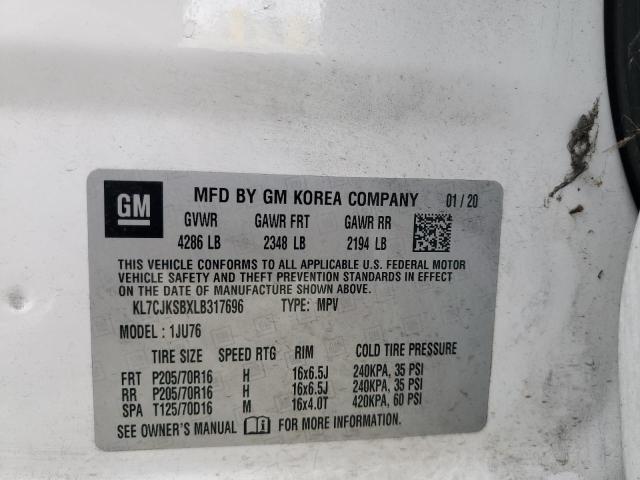 GM MFD BY GM KOREA COMPANY 01/20
GVWR GAWR FRT GAWR RR
4286 LB 2348 LB 2194 LB
THIS VEHICLE CONFORMS TO ALL APPLICABLE U.S. FEDERAL MOTOR
VEHICLE SAFETY AND THEFT PREVENTION STANDARDS IN EFFECT
ON THE DATE OF MANUFACTURE SHOWN ABOVE.
KL7CJKSBXLB317696 TYPE: MPV
MODEL : 1JU76
TIRE SIZE SPEED RTG RIM COLD TIRE PRESSURE
FRT P205/70R16 H 16x6.5J 240KPA, 35 PSI
RR P205/70R16 H 16x6.5J 240KPA, 35 PSI
SPA T125/70D16 M 16x4.0T 420KPA, 60 PSI
SEE OWNER'S MANUAL FOR MORE INFORMATION.